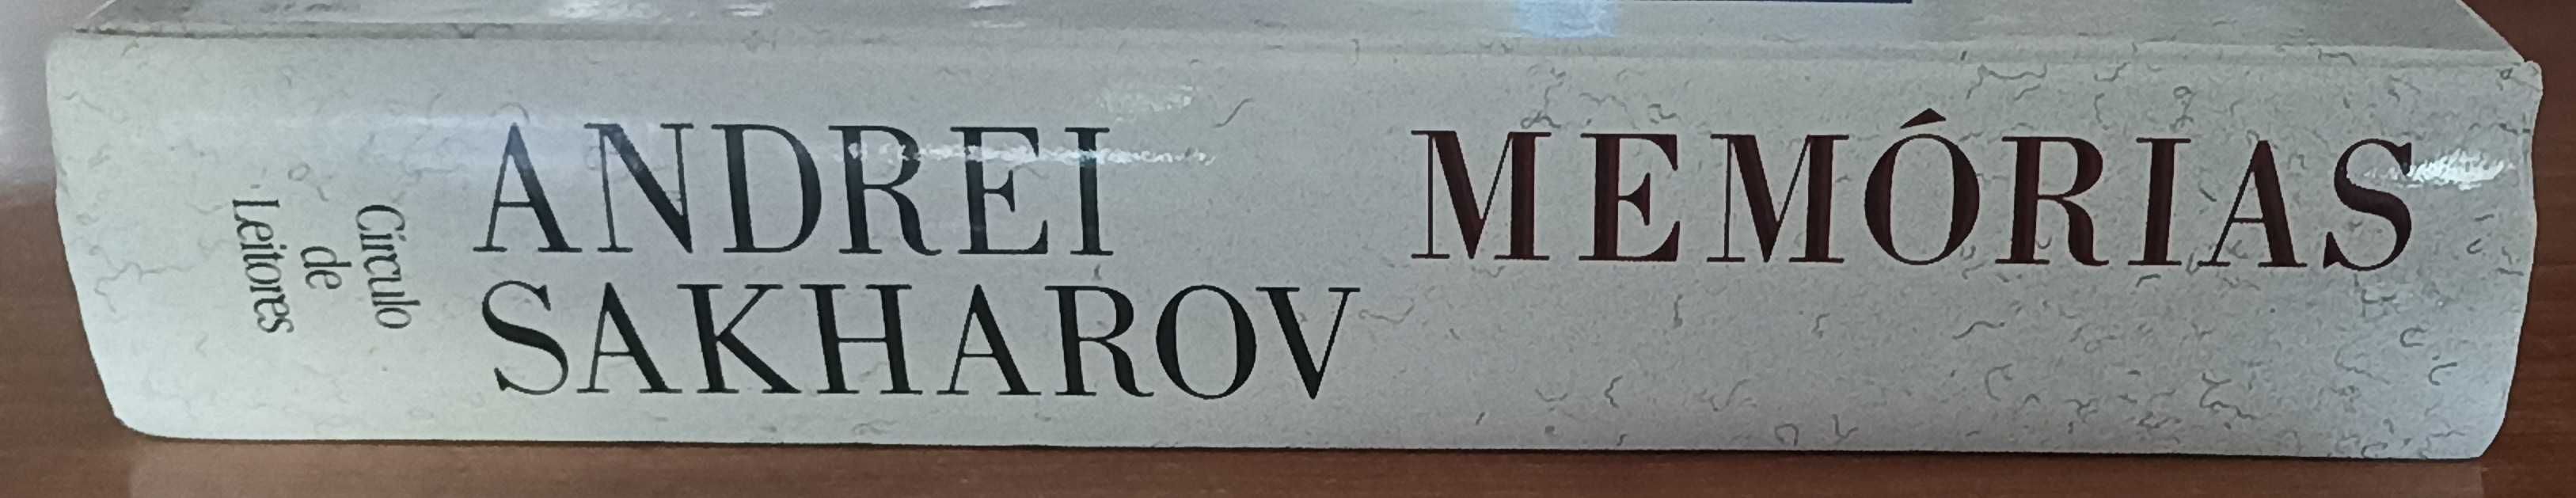 ANDREI
SAKHAROV
MEMÓRIAS
Círculo
de
Leitores